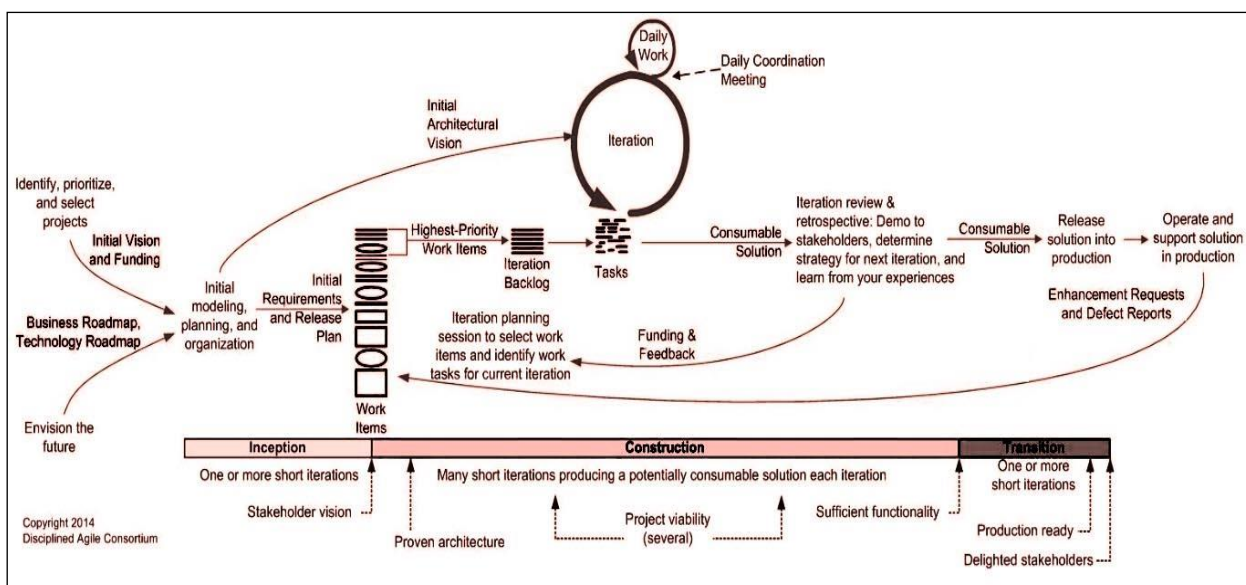 Daily
Work
Daily Coordination
Meeting
Initial
Architectural
Vision
Iteration
Identify, prioritize,
and select
projects
Initial Vision
and Funding
Business Roadmap,
Technology Roadmap
Envision the
future
Initial
modeling,
planning, and
organization
Initial
Requirements
and Release
Plan
Work
Items
Highest-Priority
Work Items
Iteration
Backlog
Tasks
Consumable
Solution
Iteration review &
retrospective: Demo to
stakeholders, determine
strategy for next iteration, and
learn from your experiences
Consumable
Solution
Release
solution into
production
Operate and
support solution
in production
Enhancement Requests
and Defect Reports
Funding &
Feedback
Iteration planning
session to select work
items and identify work
tasks for current iteration
Inception
Construction
Transition
One or more short iterations
Many short iterations producing a potentially consumable solution each iteration
One or more
short iterations
Stakeholder vision
Proven architecture
Project viability
(several)
Sufficient functionality
Production ready
Delighted stakeholders
Copyright 2014
Disciplined Agile Consortium